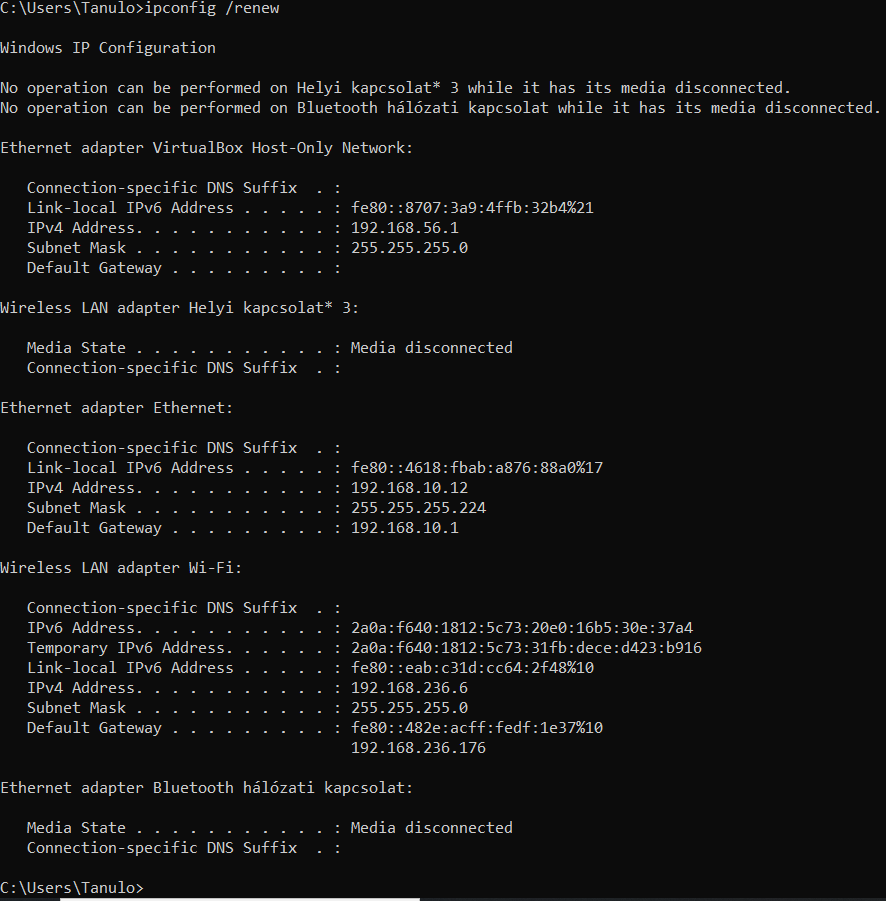 C:\Users\Tanulo>ipconfig /renew
Windows IP Configuration
No operation can be performed on Helyi kapcsolat* 3 while it has its media disconnected.
No operation can be performed on Bluetooth hálózati kapcsolat while it has its media disconnected.
Ethernet adapter VirtualBox Host-Only Network:
   Connection-specific DNS Suffix  . :
   Link-local IPv6 Address . . . . . : fe80::8707:3a9:4ffb:32b4%21
   IPv4 Address. . . . . . . . . . . : 192.168.56.1
   Subnet Mask . . . . . . . . . . . : 255.255.255.0
   Default Gateway . . . . . . . . . :
Wireless LAN adapter Helyi kapcsolat* 3:
   Media State . . . . . . . . . . . : Media disconnected
   Connection-specific DNS Suffix  . :
Ethernet adapter Ethernet:
   Connection-specific DNS Suffix  . :
   Link-local IPv6 Address . . . . . : fe80::4618:fbab:a876:88a0%17
   IPv4 Address. . . . . . . . . . . : 192.168.10.12
   Subnet Mask . . . . . . . . . . . : 255.255.255.224
   Default Gateway . . . . . . . . . : 192.168.10.1
Wireless LAN adapter Wi-Fi:
   Connection-specific DNS Suffix  . :
   IPv6 Address. . . . . . . . . . . : 2a0a:f640:1812:5c73:20e0:16b5:30e:37a4
   Temporary IPv6 Address. . . . . . : 2a0a:f640:1812:5c73:31fb:dece:d423:b916
   Link-local IPv6 Address . . . . . : fe80::eab:c31d:cc64:2f48%10
   IPv4 Address. . . . . . . . . . . : 192.168.236.6
   Subnet Mask . . . . . . . . . . . : 255.255.255.0
   Default Gateway . . . . . . . . . : fe80::482e:acff:fedf:1e37%10
                                       192.168.236.176
Ethernet adapter Bluetooth hálózati kapcsolat:
   Media State . . . . . . . . . . . : Media disconnected
   Connection-specific DNS Suffix  . :
C:\Users\Tanulo>